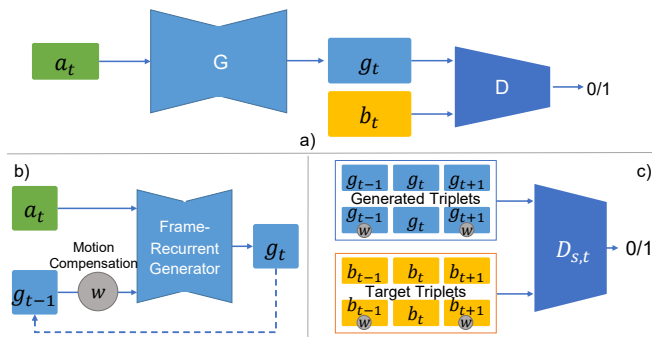 a_t
G
g_t
b_t
D
0/1
a)
b)
a_t
Motion
Compensation
g_{t-1}
w
Frame-
Recurrent
Generator
g_t
c)
g_{t-1} g_t g_{t+1}
Generated Triplets
g_{t-1} g_t g_{t+1}
w w
b_{t-1} b_t b_{t+1}
Target Triplets
b_{t-1} b_t b_{t+1}
w w
D_{s,t}
0/1